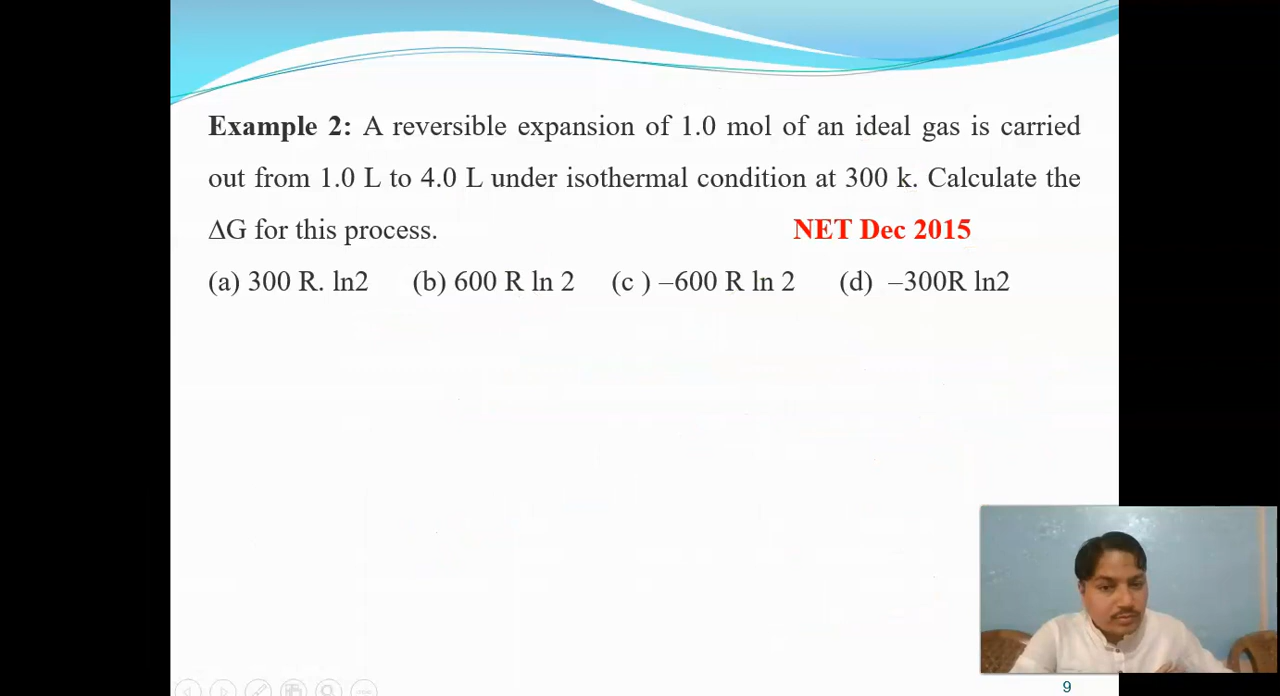 Example 2: A reversible expansion of 1.0 mol of an ideal gas is carried
out from 1.0 L to 4.0 L under isothermal condition at 300 k. Calculate the
ΔG for this process. NET Dec 2015
(a) 300 R. ln2 (b) 600 R ln 2 (c ) –600 R ln 2 (d) –300R ln2
9